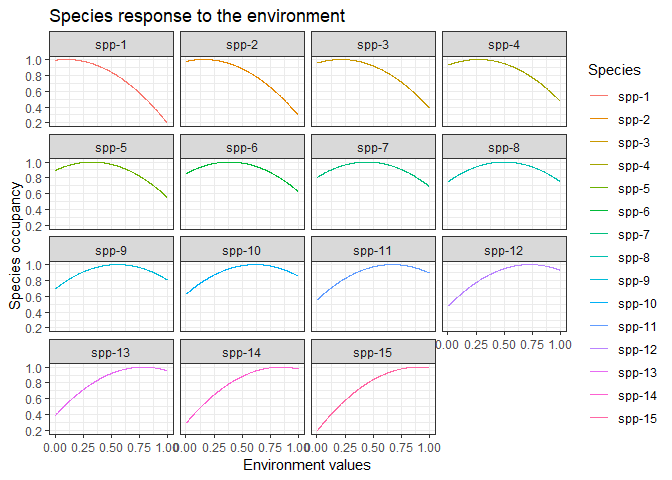 Species response to the environment
spp-1 spp-2 spp-3 spp-4
1.0
0.8
0.6
0.4
0.2
spp-5 spp-6 spp-7 spp-8
1.0
0.8
0.6
0.4
0.2
spp-9 spp-10 spp-11 spp-12
1.0
0.8
0.6
0.4
0.2
0.00 0.25 0.50 0.75 1.00
spp-13 spp-14 spp-15
1.0
0.8
0.6
0.4
0.2
0.00 0.25 0.50 0.75 1.00 0.00 0.25 0.50 0.75 1.00 0.00 0.25 0.50 0.75 1.00
Environment values
Species occupancy
Species
spp-1
spp-2
spp-3
spp-4
spp-5
spp-6
spp-7
spp-8
spp-9
spp-10
spp-11
spp-12
spp-13
spp-14
spp-15